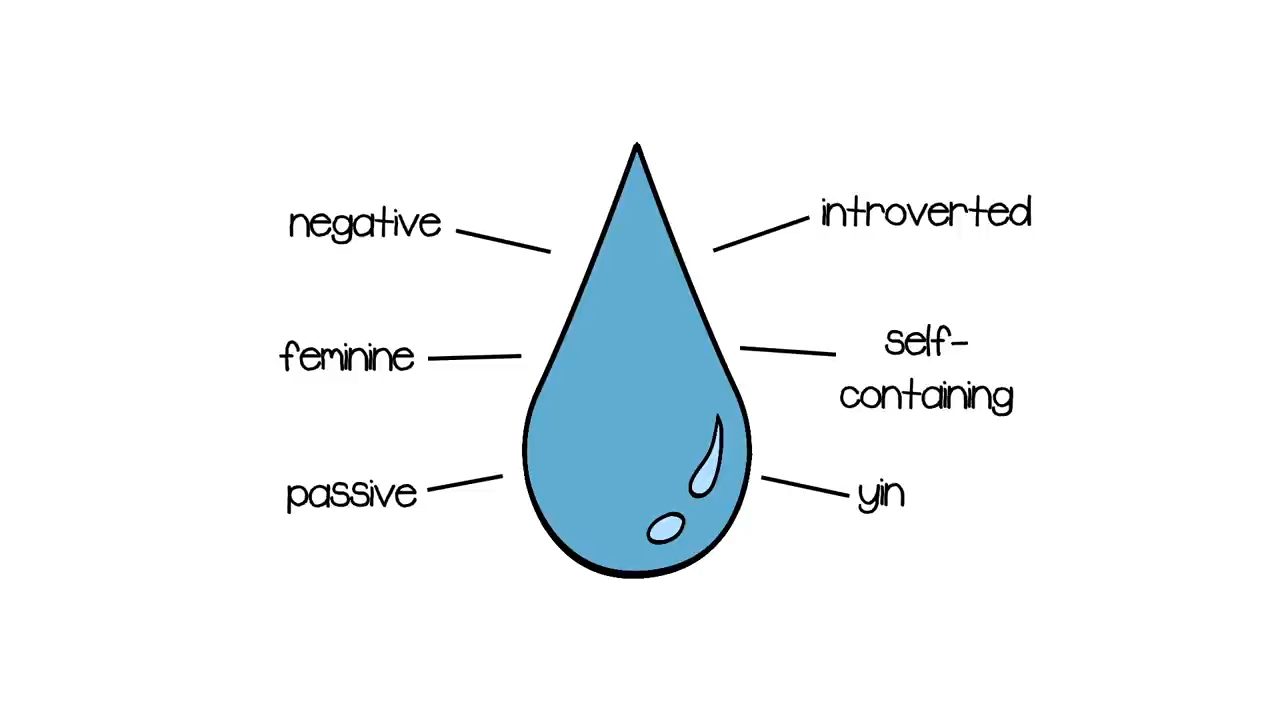 negative
feminine
passive
introverted
self-
containing
yin